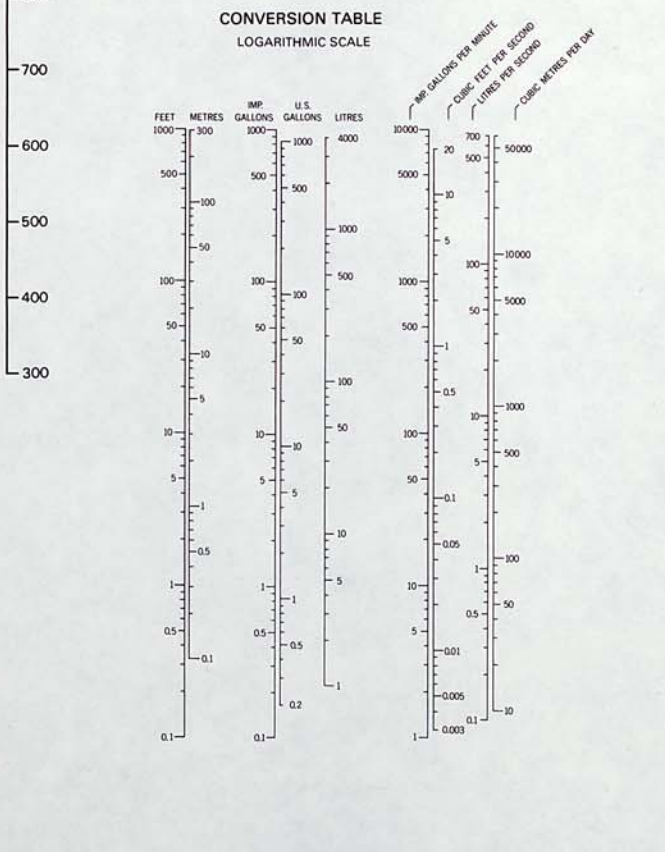 CONVERSION TABLE
LOGARITHMIC SCALE
700
600
500
400
300
FEET METRES
1000 300
500
100
50
100
50
10
5
10
5
1
0.5
1
0.5
0.1
0.1
IMP. GALLONS U.S. GALLONS LITRES
1000 1000 4000
500 500
1000
500
100 100
50 50
100
50
10 10
5 5
10
5
1 1
0.5 0.5
1
0.2
0.1
IMP. GALLONS PER MINUTE
CUBIC FEET PER SECOND
LITRES PER SECOND
CUBIC METRES PER DAY
10000 20 700 50000
5000 500
10
5
1000 100 10000
500 50 5000
1
0.5
100 10 1000
50 5 500
0.1
0.05
10 1 100
5 0.5 50
0.01
0.005
1 0.003 0.1 10